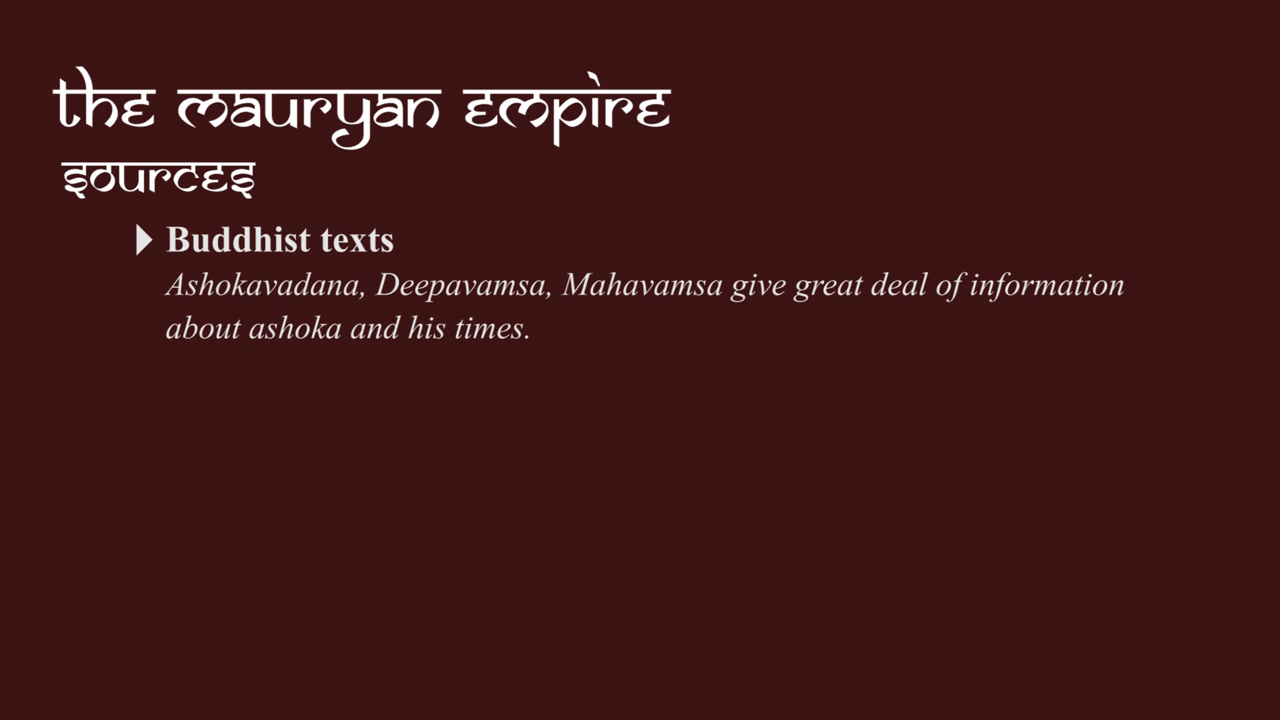 The Mauryan Empire
Sources
Buddhist texts
Ashokavadana, Deepavamsa, Mahavamsa give great deal of information
about ashoka and his times.